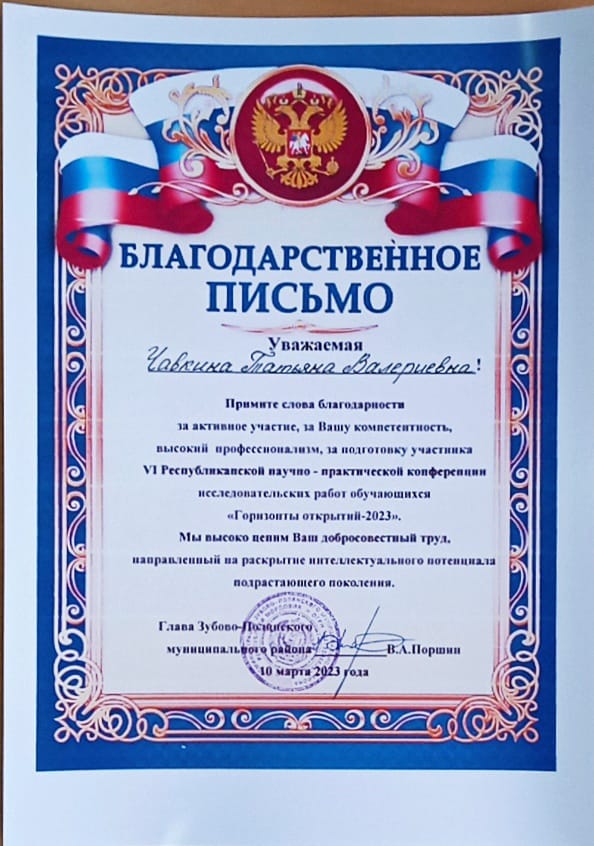 БЛАГОДАРСТВЕННОЕ
ПИСЬМО
Уважаемая
Чавкина Татьяна Валериевна!
Примите слова благодарности
за активное участие, за Вашу компетентность,
высокий профессионализм, за подготовку участника
VI Республиканской научно - практической конференции
исследовательских работ обучающихся
«Горизонты открытий-2023».
Мы высоко ценим Ваш добросовестный труд,
направленный на раскрытие интеллектуального потенциала
подрастающего поколения.
Глава Зубово-Полянского
муниципального района В.А.Поршин
10 марта 2023 года